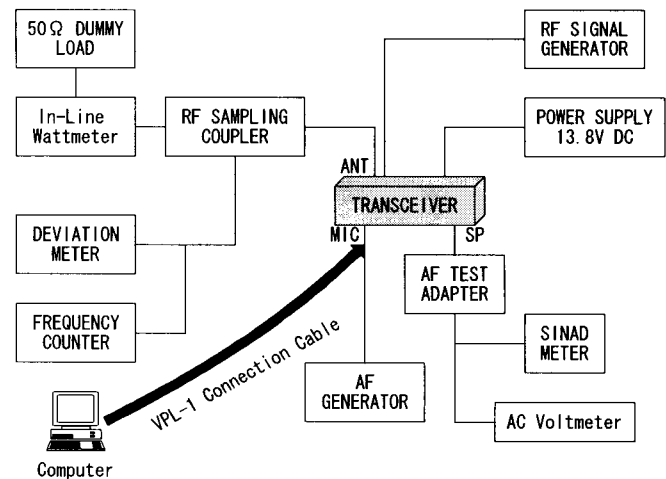 50Ω DUMMY
LOAD
RF SIGNAL
GENERATOR
In-Line
Wattmeter
RF SAMPLING
COUPLER
POWER SUPPLY
13.8V DC
ANT
TRANSCEIVER
MIC
SP
DEVIATION
METER
AF TEST
ADAPTER
FREQUENCY
COUNTER
SINAD
METER
VPL-1 Connection Cable
AF
GENERATOR
AC Voltmeter
Computer